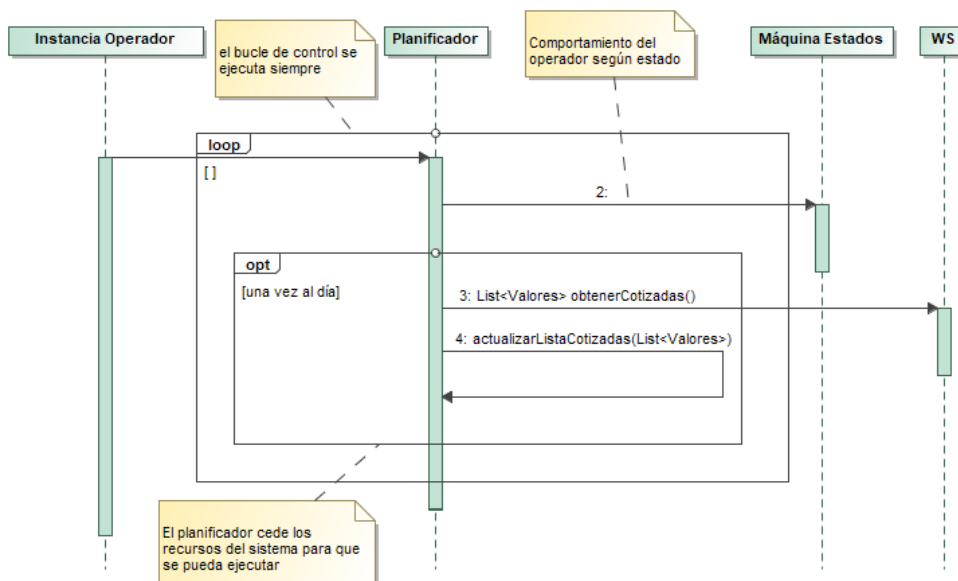 Instancia Operador
el bucle de control se
ejecuta siempre
Planificador
Comportamiento del
operador según estado
Máquina Estados
WS
loop
[ ]
2:
opt
[una vez al día]
3: List<Valores> obtenerCotizadas()
4: actualizarListaCotizadas(List<Valores>)
El planificador cede los
recursos del sistema para que
se pueda ejecutar